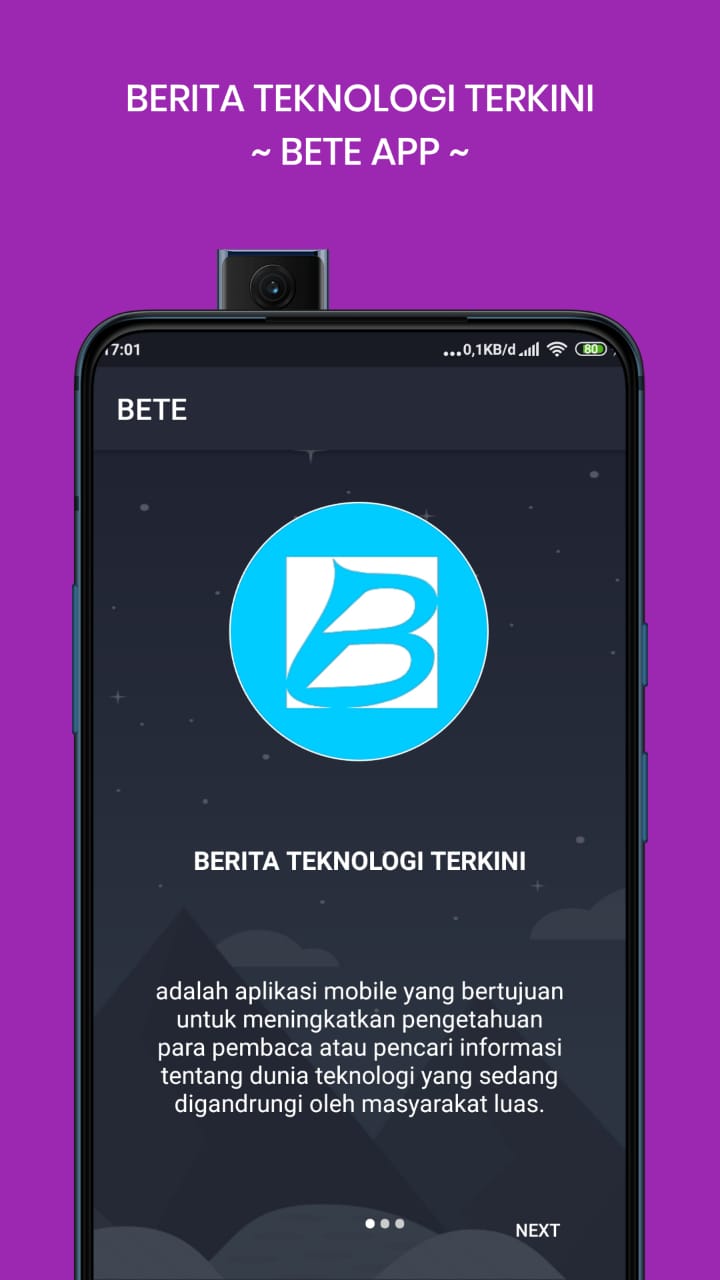 BERITA TEKNOLOGI TERKINI
~ BETE APP ~
17:01
...0,1KB/d
80
BETE
B
BERITA TEKNOLOGI TERKINI
adalah aplikasi mobile yang bertujuan
untuk meningkatkan pengetahuan
para pembaca atau pencari informasi
tentang dunia teknologi yang sedang
digandrungi oleh masyarakat luas.
NEXT